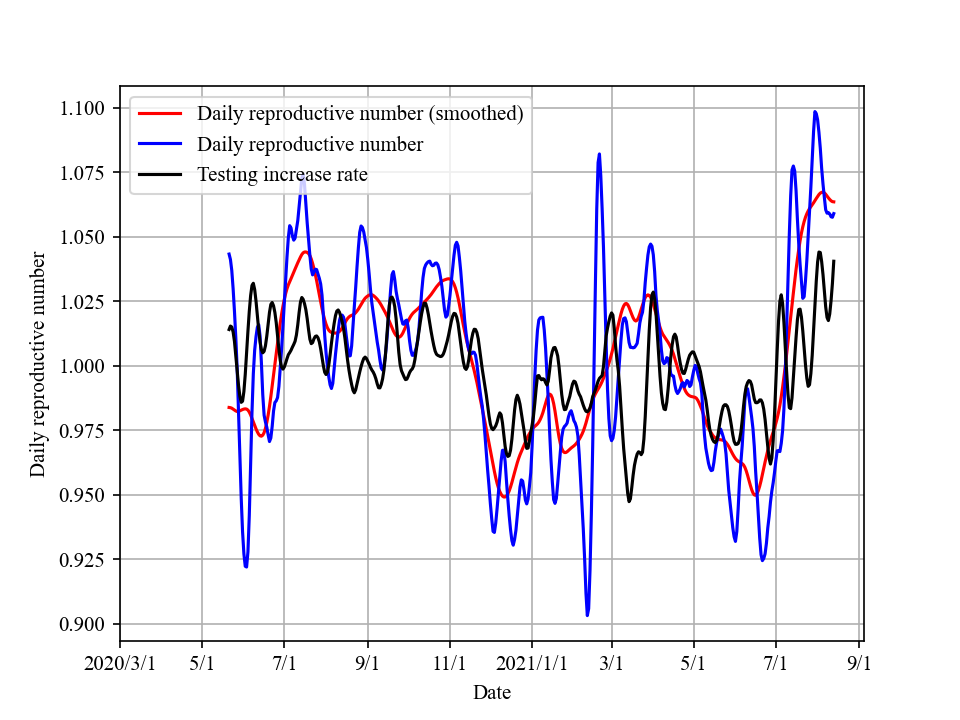 Daily reproductive number (smoothed)
Daily reproductive number
Testing increase rate
1.100
1.075
1.050
1.025
1.000
0.975
0.950
0.925
0.900
Daily reproductive number
2020/3/1 5/1 7/1 9/1 11/1 2021/1/1 3/1 5/1 7/1 9/1
Date